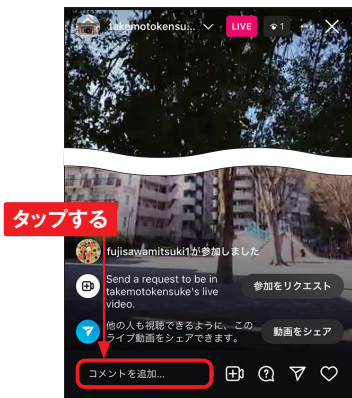 takemotokensu...
LIVE
1
タップする
fujisawamitsuki1が参加しました
Send a request to be in
takemotokensuke's live
video.
参加をリクエスト
他の人も視聴できるように、この
ライブ動画をシェアできます。
動画をシェア
コメントを追加...